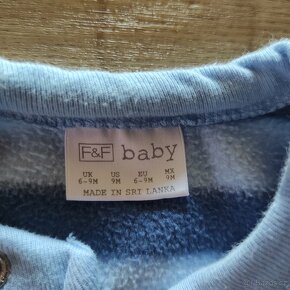 F&F baby
UK US EU MX
6-9M 9M 6-9M 9M
MADE IN SRI LANKA